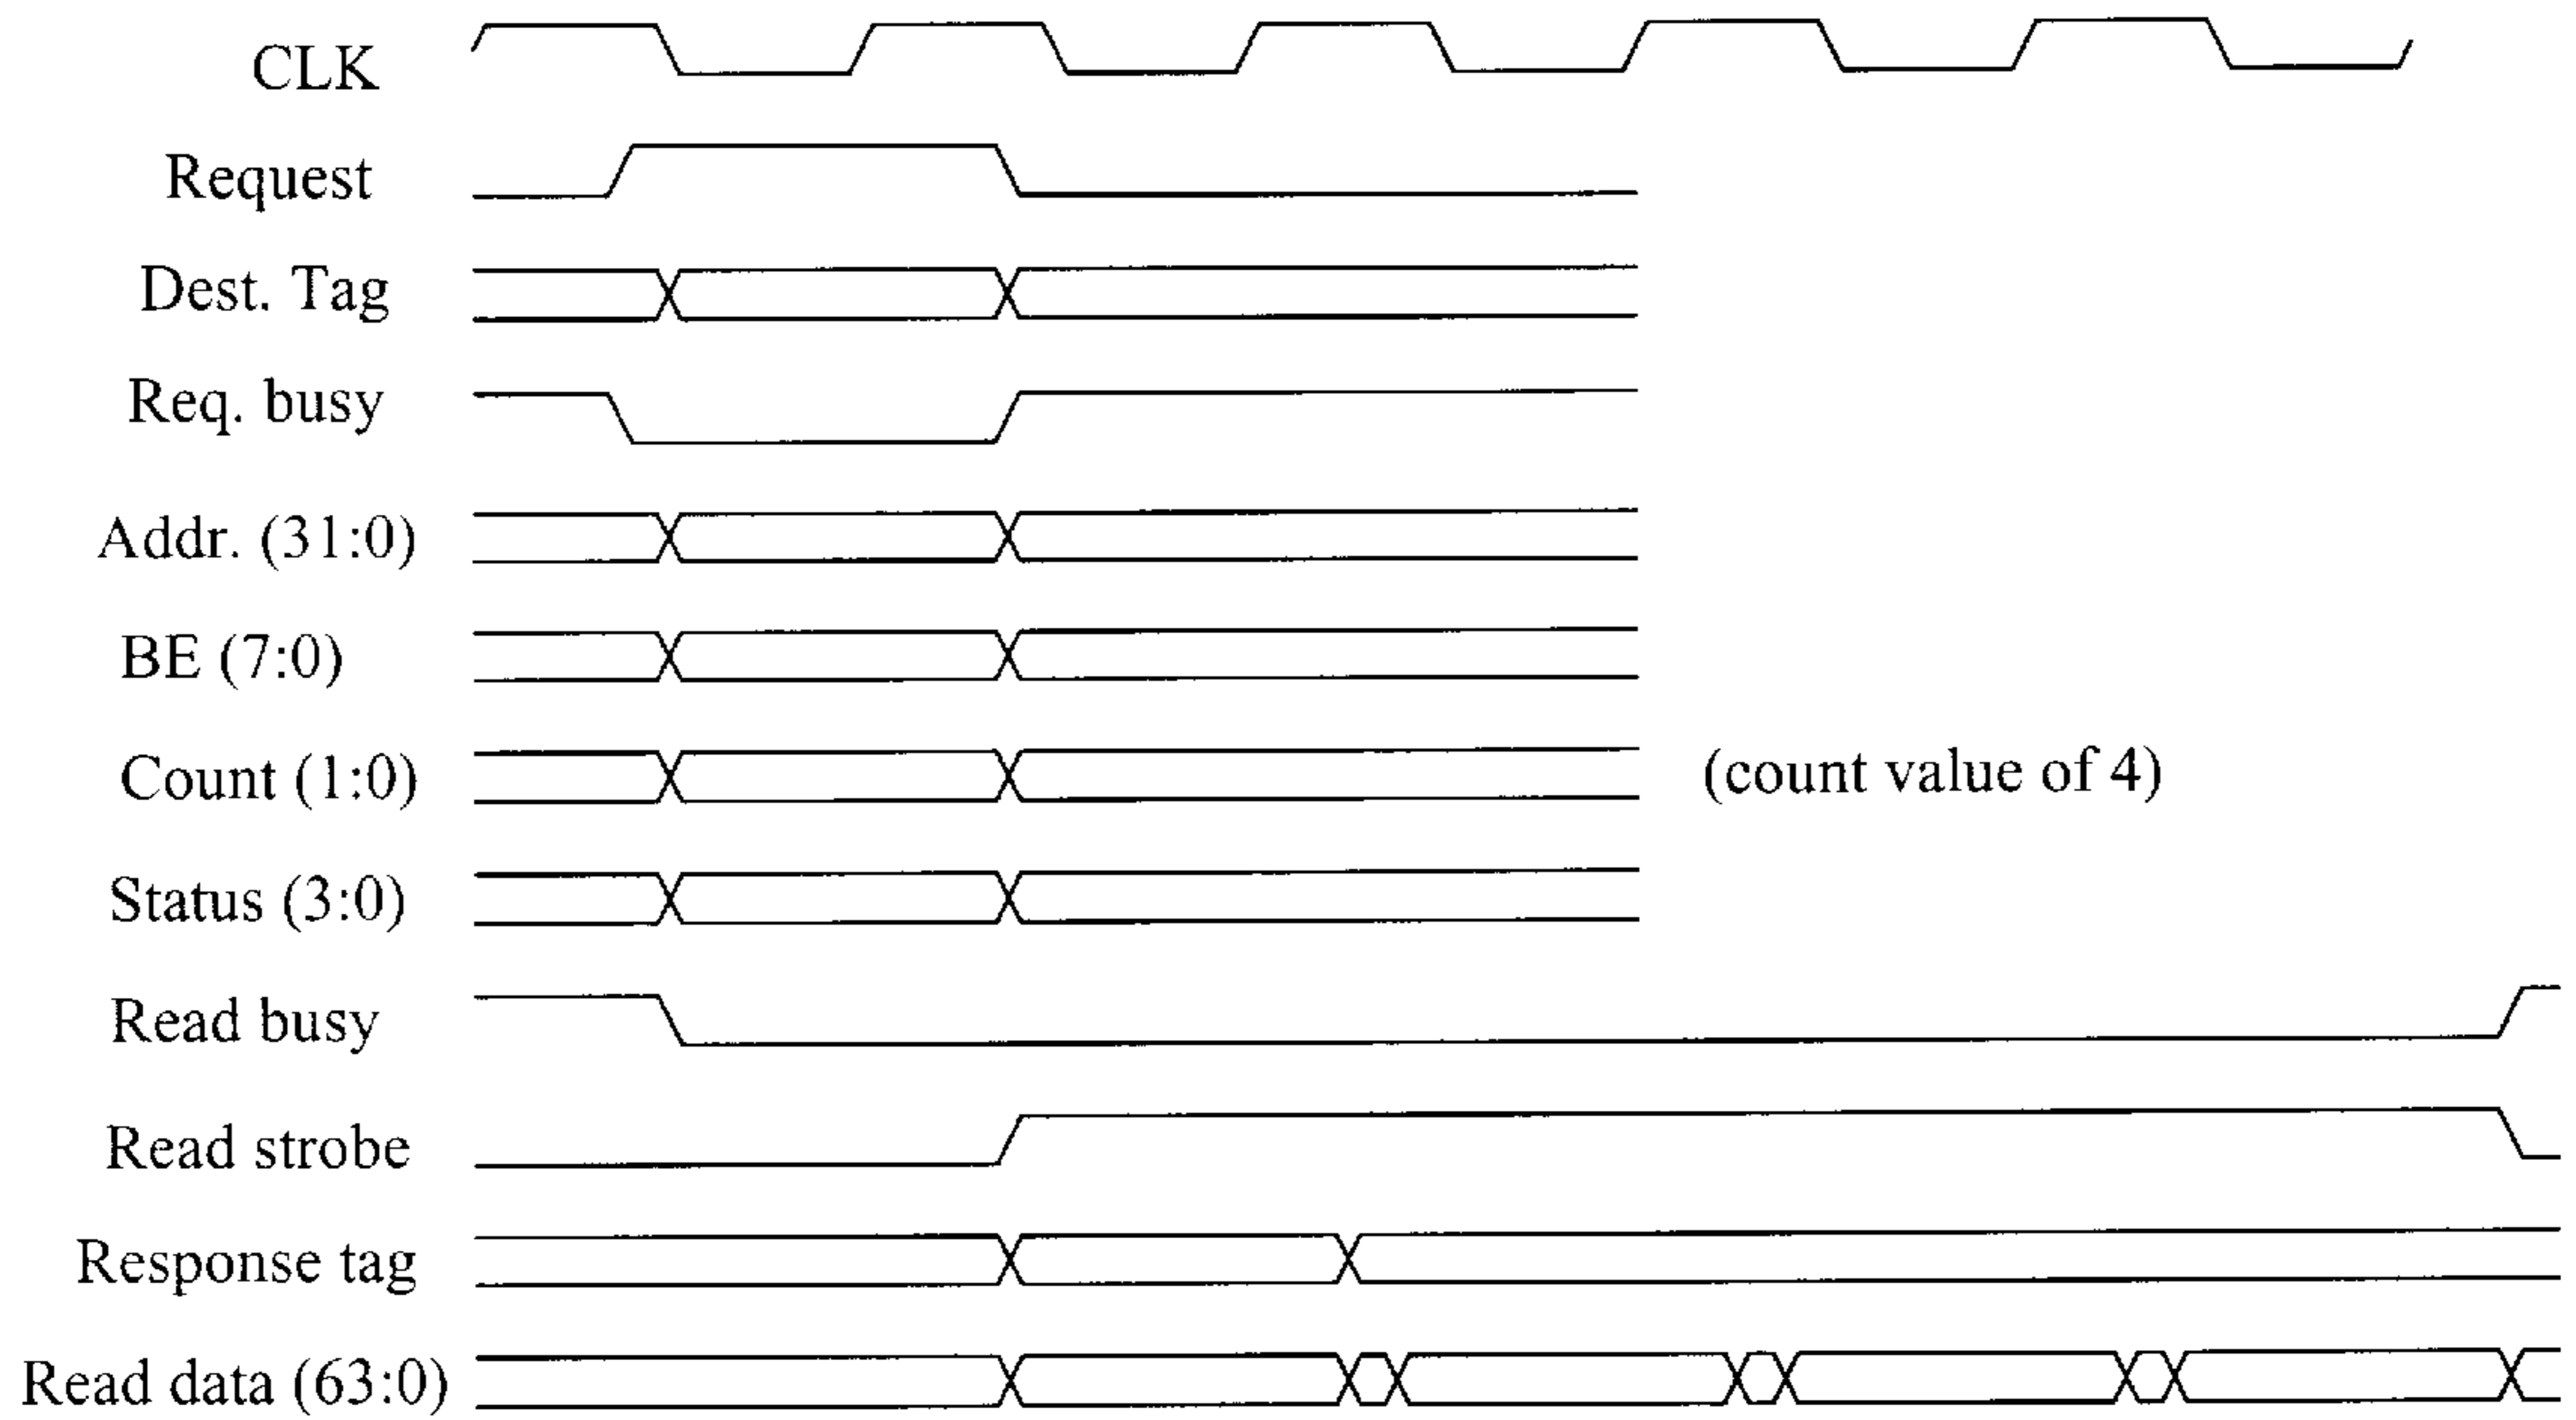 CLK
Request
Dest. Tag
Req. busy
Addr. (31:0)
BE (7:0)
Count (1:0) (count value of 4)
Status (3:0)
Read busy
Read strobe
Response tag
Read data (63:0)